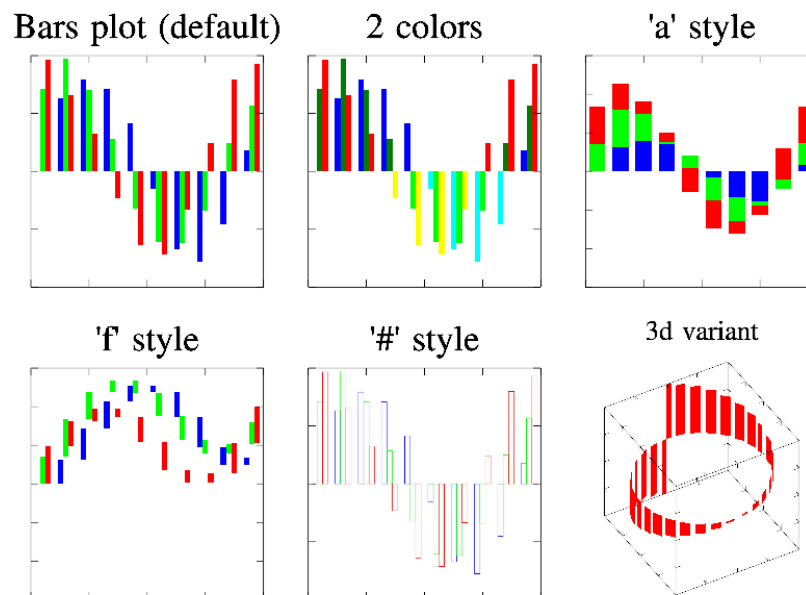 Bars plot (default)
2 colors
'a' style
'f' style
'#' style
3d variant